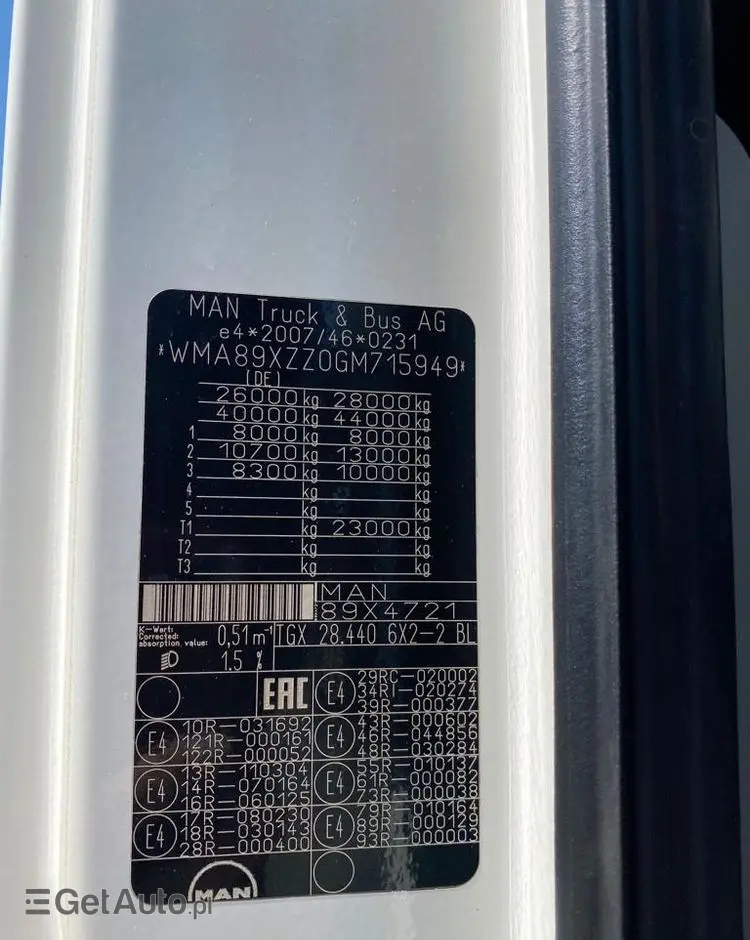 MAN Truck & Bus AG
e4*2007/46*0231
*WMA89XZZ0GM715949*
(DE)
26000 kg 28000 kg
40000 kg 44000 kg
1 8000 kg 8000 kg
2 10700 kg 13000 kg
3 8300 kg 10000 kg
4 kg kg
5 kg kg
T1 kg 23000 kg
T2 kg kg
T3 kg kg
MAN
89X4721
K-Wert:
Corrected
absorption value: 0,51 m⁻¹
TGX 28.440 6X2-2 BL
1.5 %
EAC
E4
29RC-020002
34RI-020274
39R-000377
E4
10R-031692
121R-000161
122R-000052
E4
43R-000602
46R-044856
48R-030284
E4
13R-110304
14R-070164
16R-060125
E4
55R-010137
61R-000082
73R-000038
E4
17R-080230
18R-030143
28R-000400
E4
79R-010164
89R-000129
93R-000003
MAN
GetAuto.pl